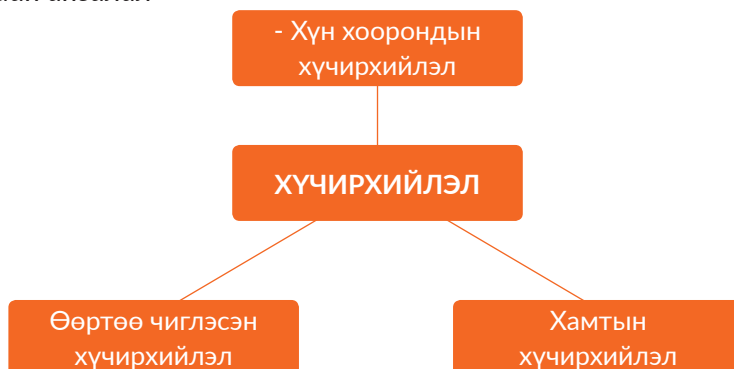 - Хүн хоорондын
хүчирхийлэл
ХҮЧИРХИЙЛЭЛ
Өөртөө чиглэсэн
хүчирхийлэл
Хамтын
хүчирхийлэл